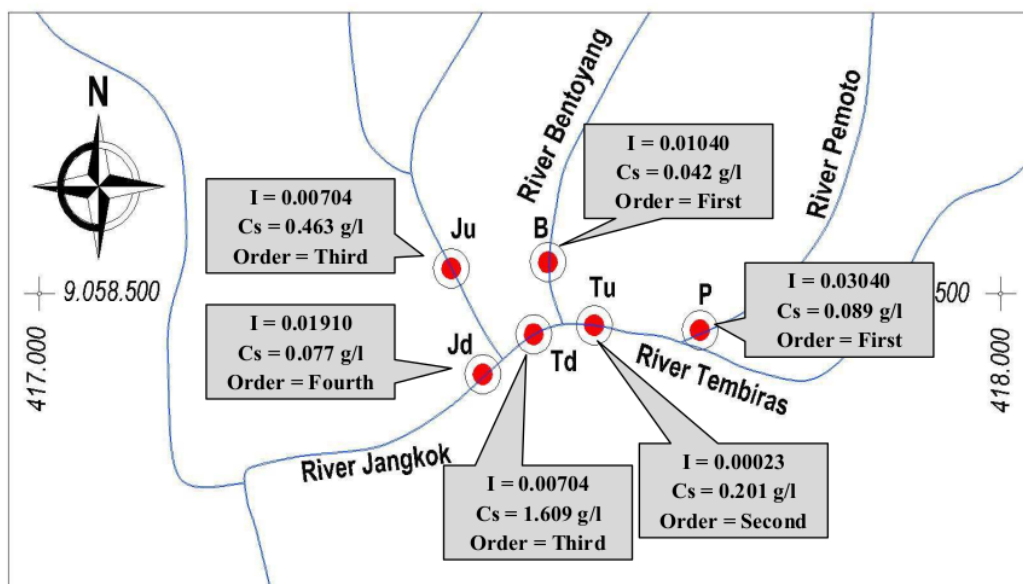 N
River Bentoyang
River Pemoto
I = 0.01040
Cs = 0.042 g/l
Order = First
I = 0.00704
Cs = 0.463 g/l
Order = Third
Ju
B
Tu
P
9.058.500
500
I = 0.03040
Cs = 0.089 g/l
Order = First
I = 0.01910
Cs = 0.077 g/l
Order = Fourth
Jd
Td
417.000
418.000
River Tembiras
River Jangkok
I = 0.00704
Cs = 1.609 g/l
Order = Third
I = 0.00023
Cs = 0.201 g/l
Order = Second